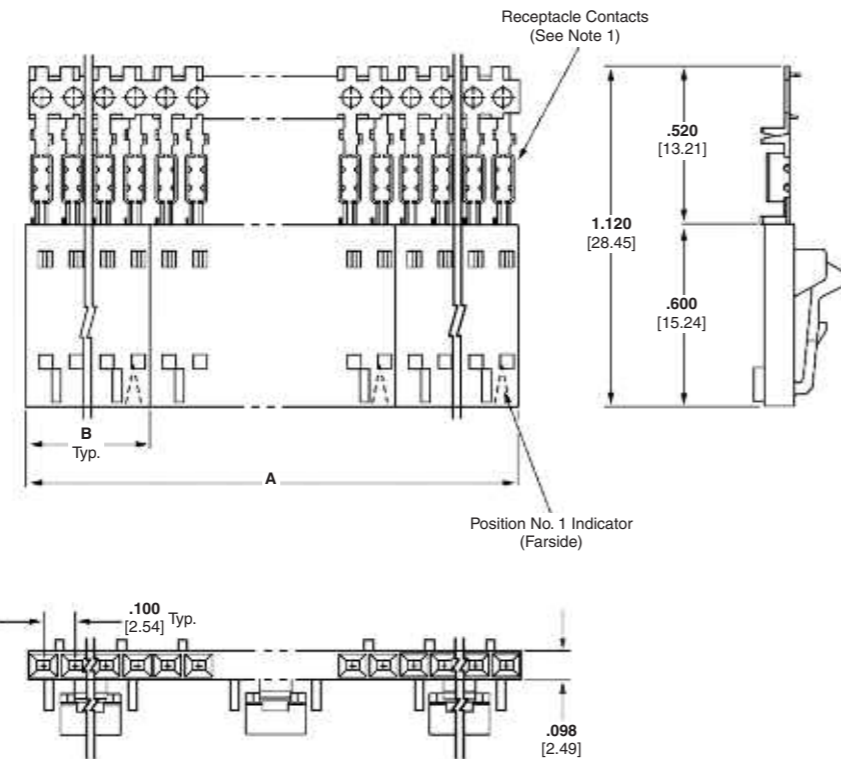 Receptacle Contacts
(See Note 1)
.520
[13.21]
1.120
[28.45]
.600
[15.24]
B
Typ.
A
Position No. 1 Indicator
(Farside)
.100 Typ.
[2.54]
.098
[2.49]